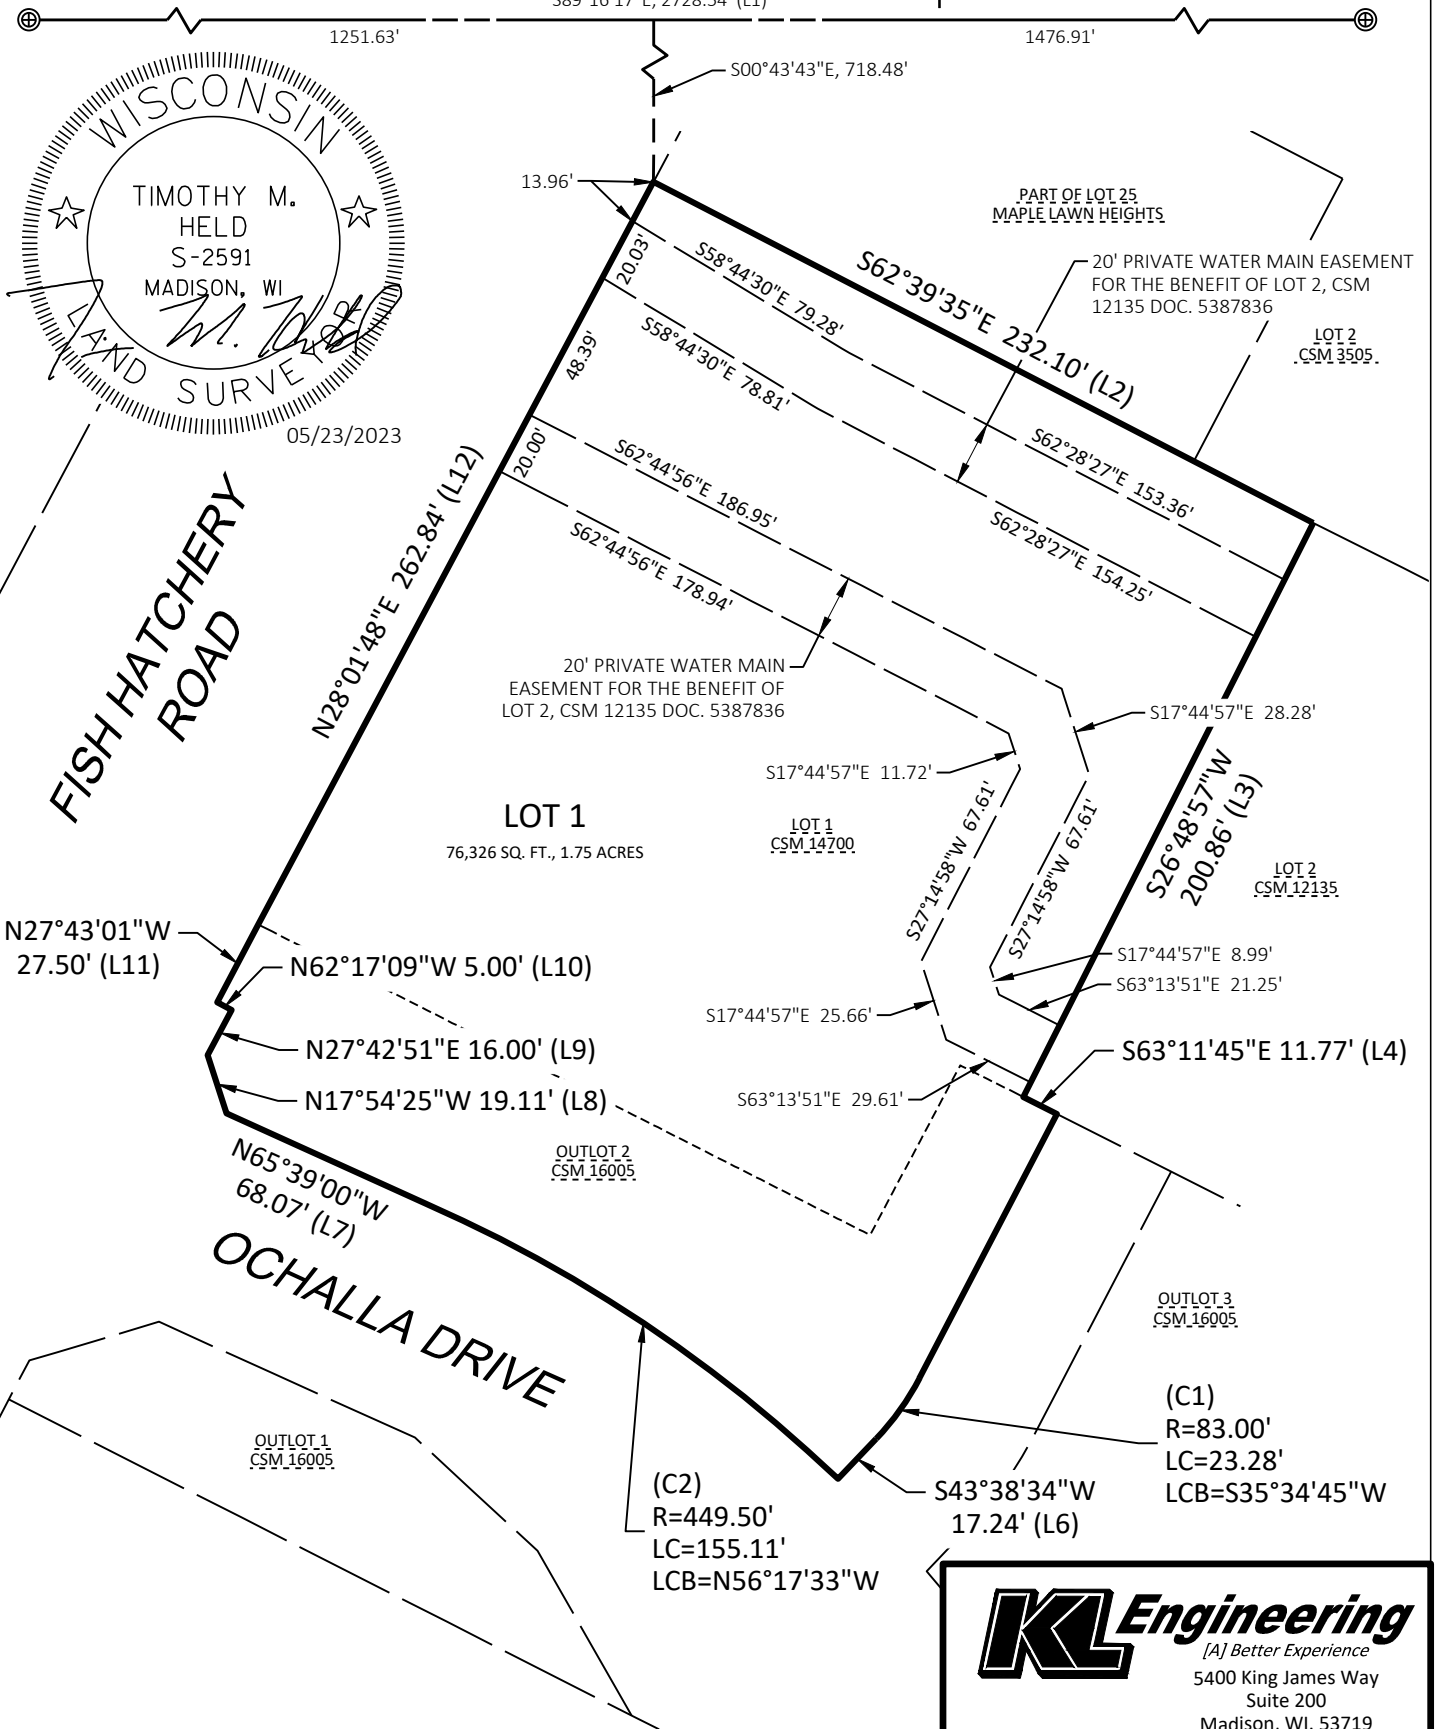 S89°16'17"E, 2728.54' (L1)
1251.63'
1476.91'
S00°43'43"E, 718.48'
WISCONSIN
TIMOTHY M.
HELD
S-2591
MADISON, WI
LAND SURVEYOR
05/23/2023
13.96'
20.03'
48.39'
20.00'
PART OF LOT 25
MAPLE LAWN HEIGHTS
20' PRIVATE WATER MAIN EASEMENT
FOR THE BENEFIT OF LOT 2, CSM
12135 DOC. 5387836
LOT 2
CSM 3505
S58°44'30"E 79.28'
S62°39'35"E 232.10' (L2)
S58°44'30"E 78.81'
S62°28'27"E 153.36'
S62°28'27"E 154.25'
S62°44'56"E 186.95'
S62°44'56"E 178.94'
N28°01'48"E 262.84' (L12)
FISH HATCHERY
ROAD
20' PRIVATE WATER MAIN
EASEMENT FOR THE BENEFIT OF
LOT 2, CSM 12135 DOC. 5387836
S17°44'57"E 28.28'
S17°44'57"E 11.72'
S26°48'57"W
200.86' (L3)
LOT 1
76,326 SQ. FT., 1.75 ACRES
LOT 1
CSM 14700
S27°14'58"W 67.61'
S27°14'58"W 67.61'
LOT 2
CSM 12135
N27°43'01"W
27.50' (L11)
N62°17'09"W 5.00' (L10)
S17°44'57"E 8.99'
S63°13'51"E 21.25'
S17°44'57"E 25.66'
N27°42'51"E 16.00' (L9)
S63°11'45"E 11.77' (L4)
N17°54'25"W 19.11' (L8)
S63°13'51"E 29.61'
N65°39'00"W
68.07' (L7)
OUTLOT 2
CSM 16005
OCHALLA DRIVE
OUTLOT 3
CSM 16005
OUTLOT 1
CSM 16005
(C1)
R=83.00'
LC=23.28'
LCB=S35°34'45"W
(C2)
R=449.50'
LC=155.11'
LCB=N56°17'33"W
S43°38'34"W
17.24' (L6)
KL Engineering
[A] Better Experience
5400 King James Way
Suite 200
Madison, WI. 53719